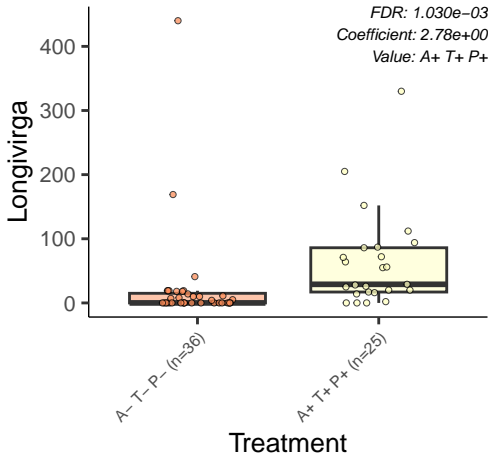 FDR: 1.030e−03
Coefficient: 2.78e+00
Value: A+ T+ P+
Longivirga
400
300
200
100
0
A− T− P− (n=36)
A+ T+ P+ (n=25)
Treatment